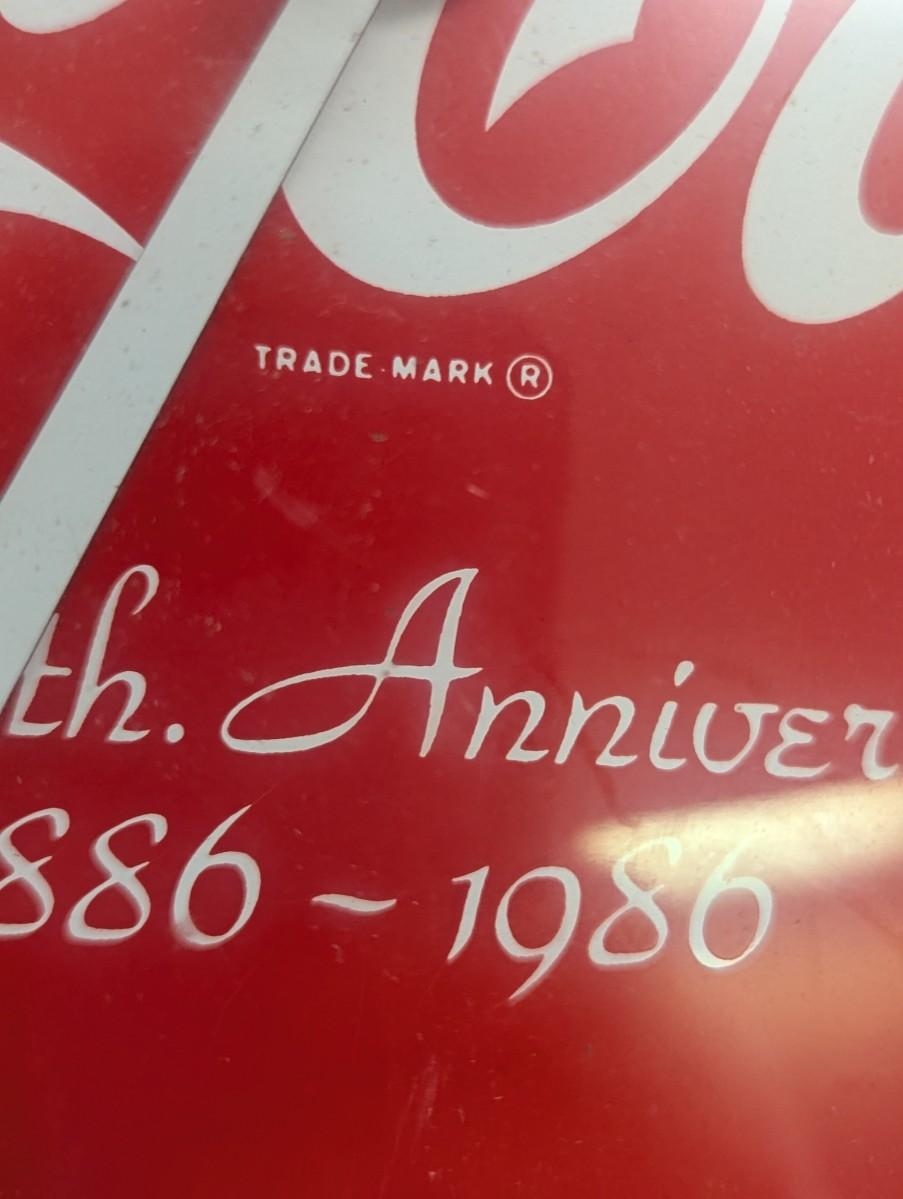 TRADE-MARK ®
th. Anniver
886 - 1986